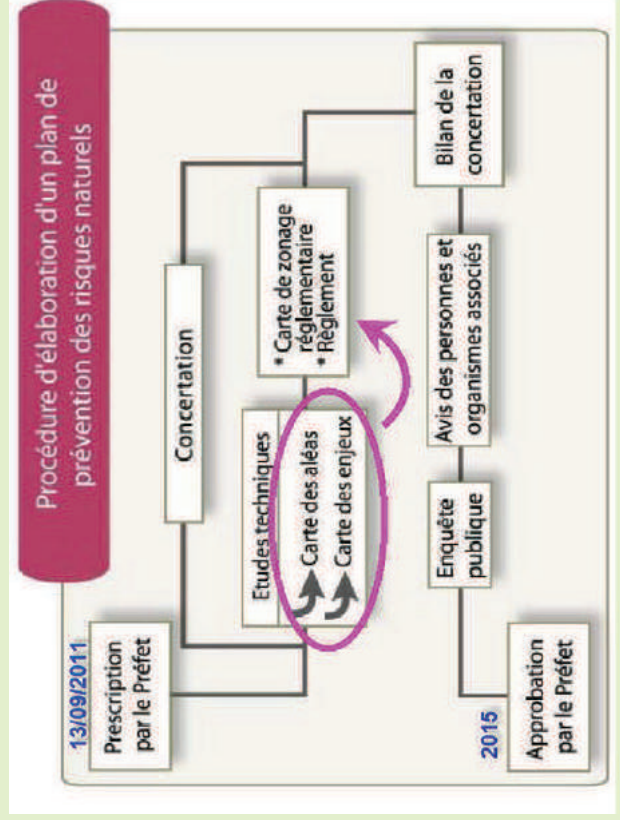 Procédure d'élaboration d'un plan de
prévention des risques naturels
13/09/2011
Prescription
par le Préfet
Concertation
Etudes techniques
Carte des aléas
Carte des enjeux
* Carte de zonage
réglementaire
* Règlement
Bilan de la
concertation
Avis des personnes et
organismes associés
Enquête
publique
2015
Approbation
par le Préfet